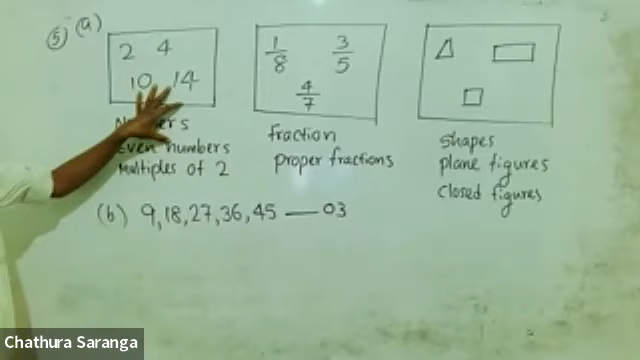 ⑤ (a)
2 4
10 14
Numbers
Even numbers
Multiples of 2
1/8 3/5
4/7
fraction
proper fractions
shapes
plane figures
closed figures
(b) 9,18,27,36,45 — 03
Chathura Saranga